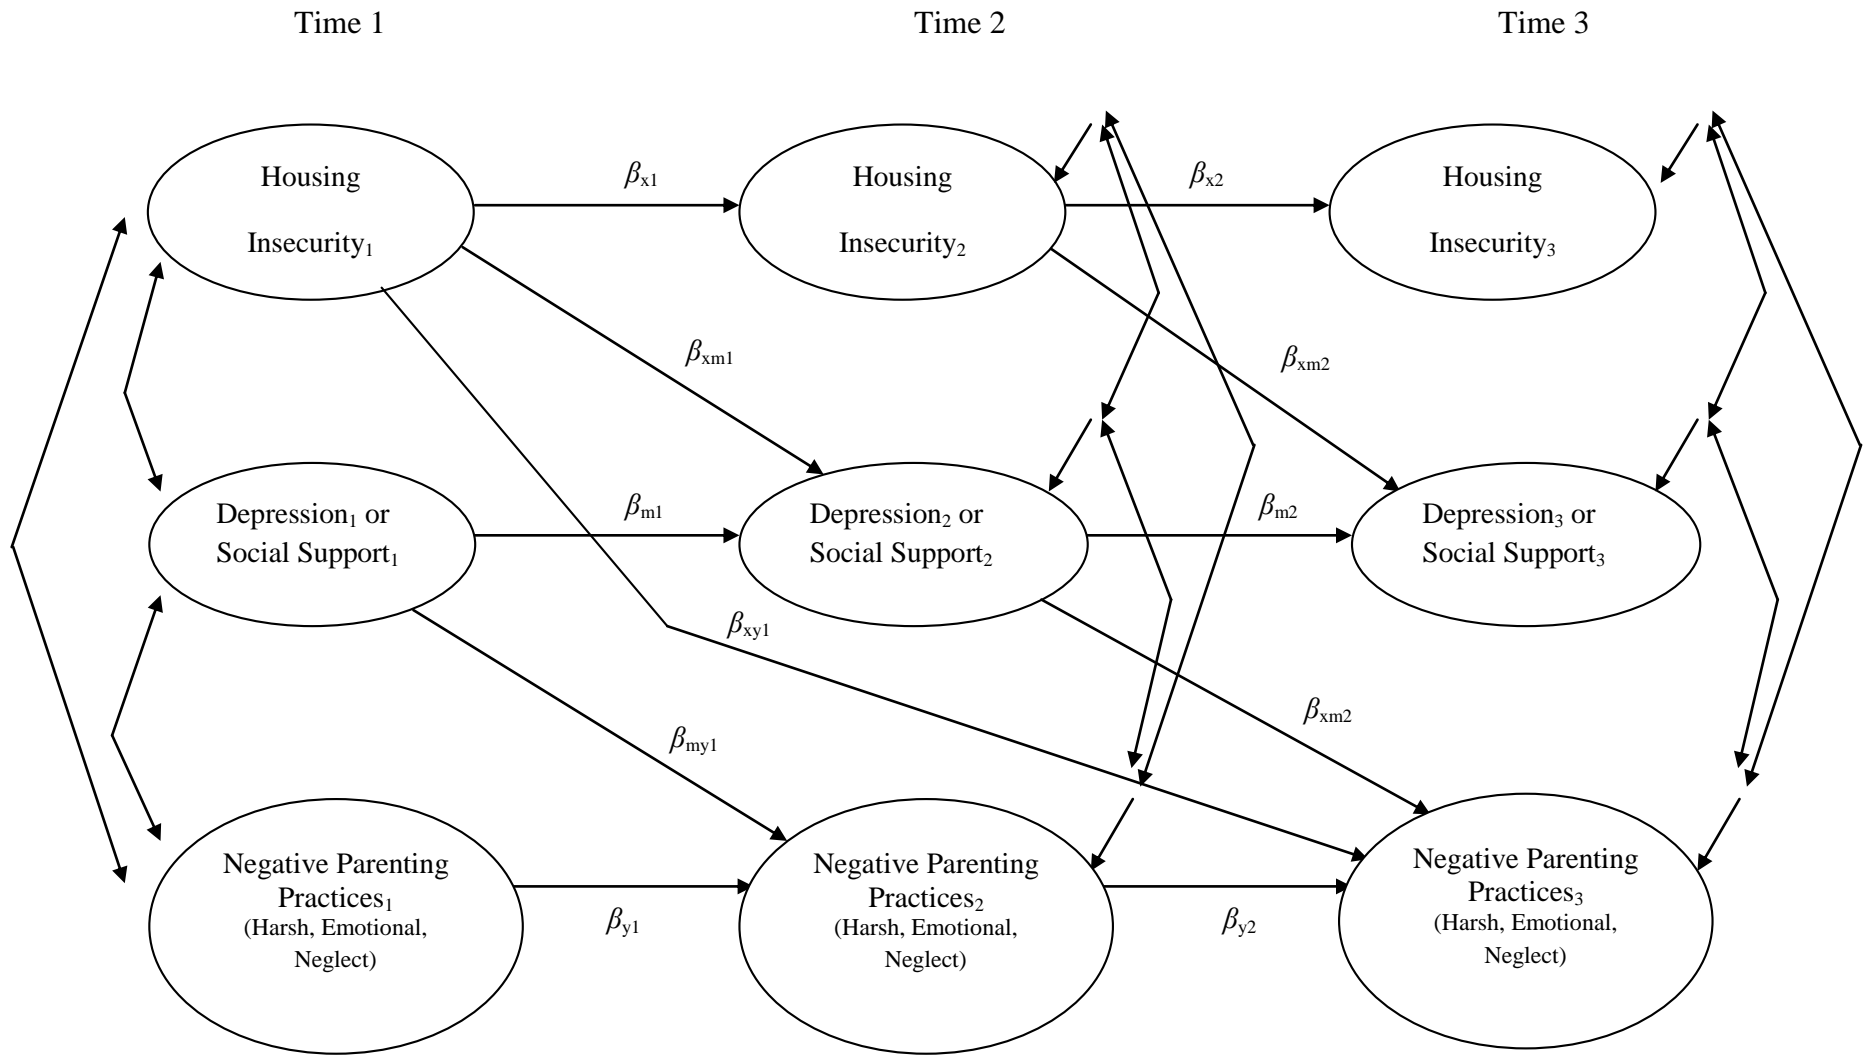 Time 1
Time 2
Time 3
Housing
Insecurity₁
βx1
Housing
Insecurity₂
βx2
Housing
Insecurity₃
βxm1
βxm2
Depression₁ or
Social Support₁
βm1
Depression₂ or
Social Support₂
βm2
Depression₃ or
Social Support₃
βxy1
βmy1
βxm2
Negative Parenting
Practices₁
(Harsh, Emotional,
Neglect)
βy1
Negative Parenting
Practices₂
(Harsh, Emotional,
Neglect)
βy2
Negative Parenting
Practices₃
(Harsh, Emotional,
Neglect)